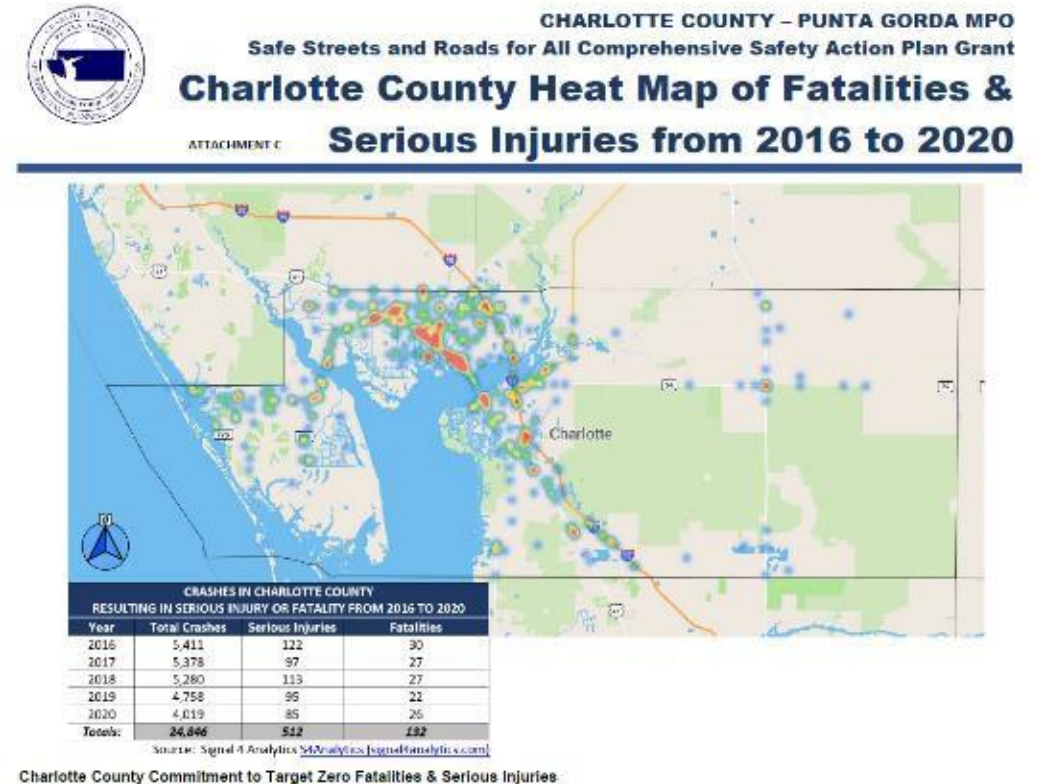 CHARLOTTE COUNTY – PUNTA GORDA MPO
Safe Streets and Roads for All Comprehensive Safety Action Plan Grant
Charlotte County Heat Map of Fatalities &
ATTACHMENT C Serious Injuries from 2016 to 2020
Charlotte
CRASHES IN CHARLOTTE COUNTY
RESULTING IN SERIOUS INJURY OR FATALITY FROM 2016 TO 2020
Year Total Crashes Serious Injuries Fatalities
2016 5,411 122 30
2017 5,378 97 27
2018 5,280 113 27
2019 4,758 95 22
2020 4,019 85 26
Totals: 24,846 512 132
Source: Signal 4 Analytics S4Analytics (signal4analytics.com)
Charlotte County Commitment to Target Zero Fatalities & Serious Injuries